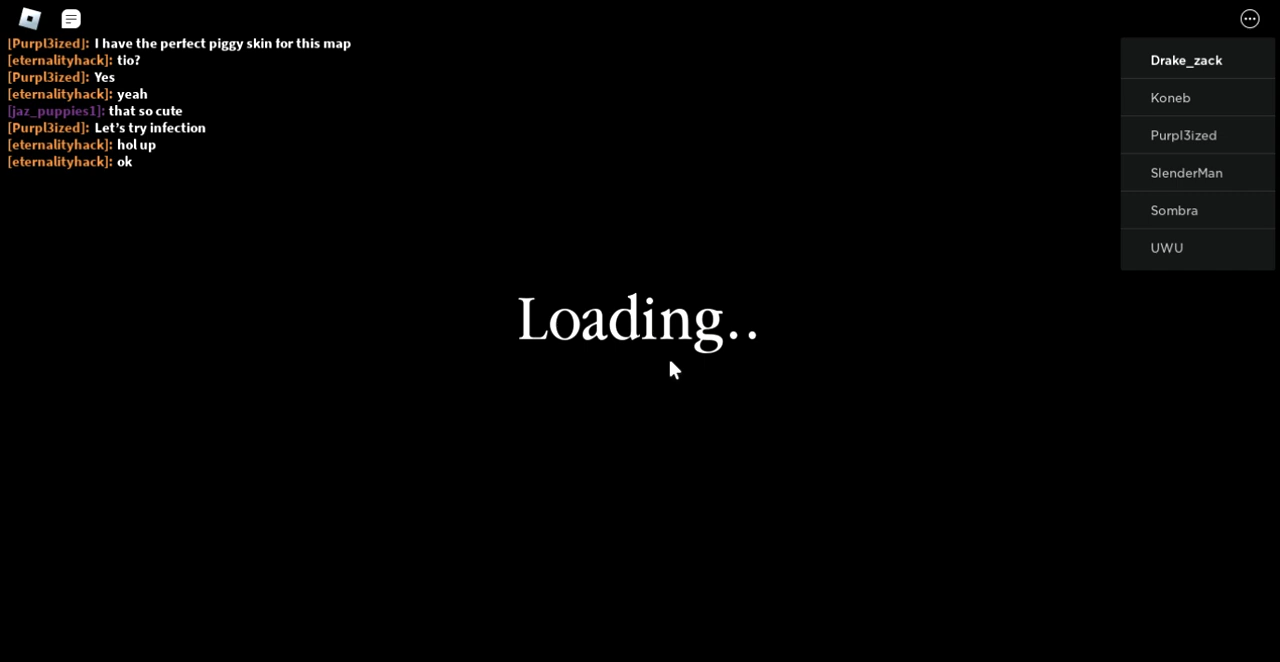 [Purpl3ized]: I have the perfect piggy skin for this map
[eternalityhack]: tio?
[Purpl3ized]: Yes
[eternalityhack]: yeah
[jaz_puppies1]: that so cute
[Purpl3ized]: Let's try infection
[eternalityhack]: hol up
[eternalityhack]: ok
Drake_zack
Koneb
Purpl3ized
SlenderMan
Sombra
UWU
Loading..